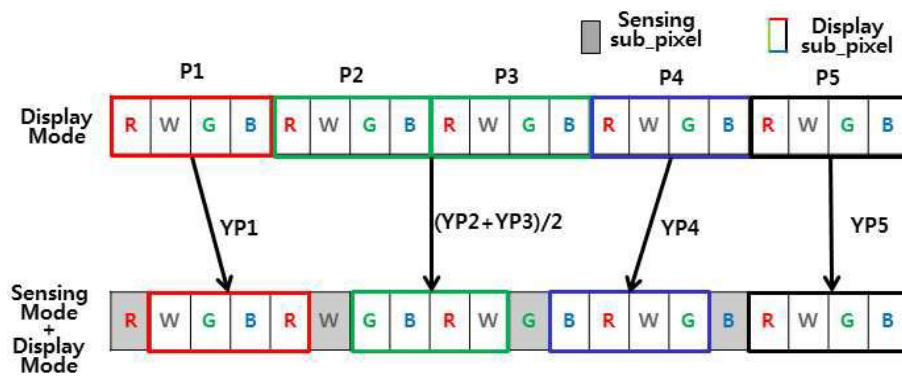 Sensing
sub_pixel
Display
sub_pixel
P1 P2 P3 P4 P5
Display
Mode
R W G B R W G B R W G B R W G B R W G B
YP1 (YP2+YP3)/2 YP4 YP5
Sensing
Mode
+
Display
Mode
R W G B R W G B R W G B R W G B R W G B